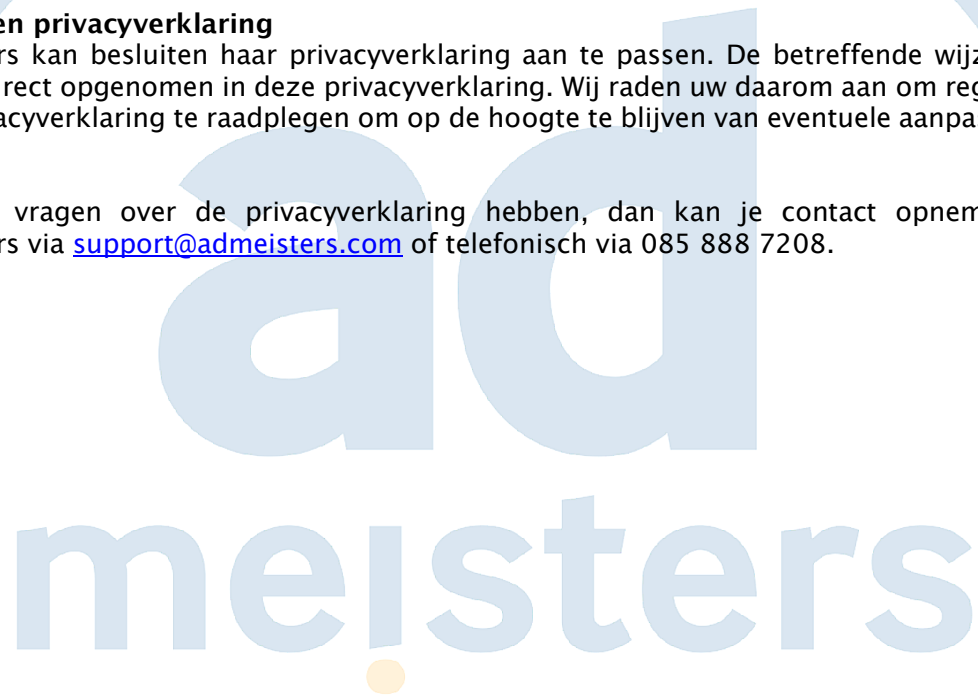 en privacyverklaring
rs kan besluiten haar privacyverklaring aan te passen. De betreffende wijz
rect opgenomen in deze privacyverklaring. Wij raden uw daarom aan om reg
acyverklaring te raadplegen om op de hoogte te blijven van eventuele aanpa
vragen over de privacyverklaring hebben, dan kan je contact opnem
rs via support@admeisters.com of telefonisch via 085 888 7208.
ad
meisters